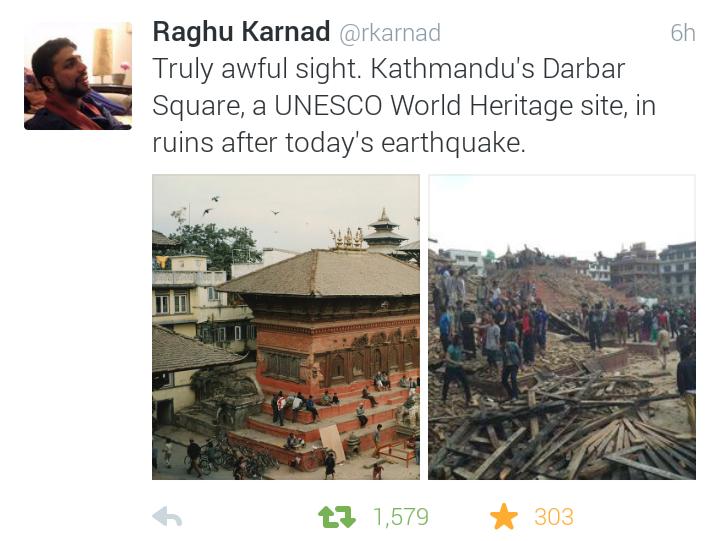 Raghu Karnad @rkarnad 6h
Truly awful sight. Kathmandu's Darbar
Square, a UNESCO World Heritage site, in
ruins after today's earthquake.
1,579 303